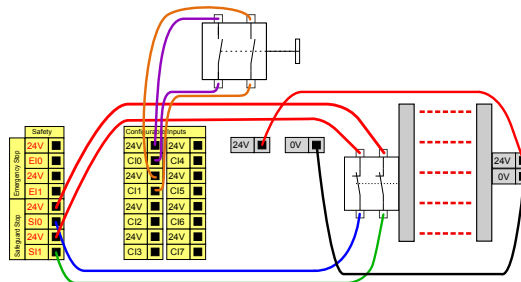 Safety
Emergency Stop
24V
EI0
24V
EI1
Safeguard Stop
24V
SI0
24V
SI1
Configurable Inputs
24V 24V
CI0 CI4
24V 24V
CI1 CI5
24V 24V
CI2 CI6
24V 24V
CI3 CI7
24V
0V
24V
0V